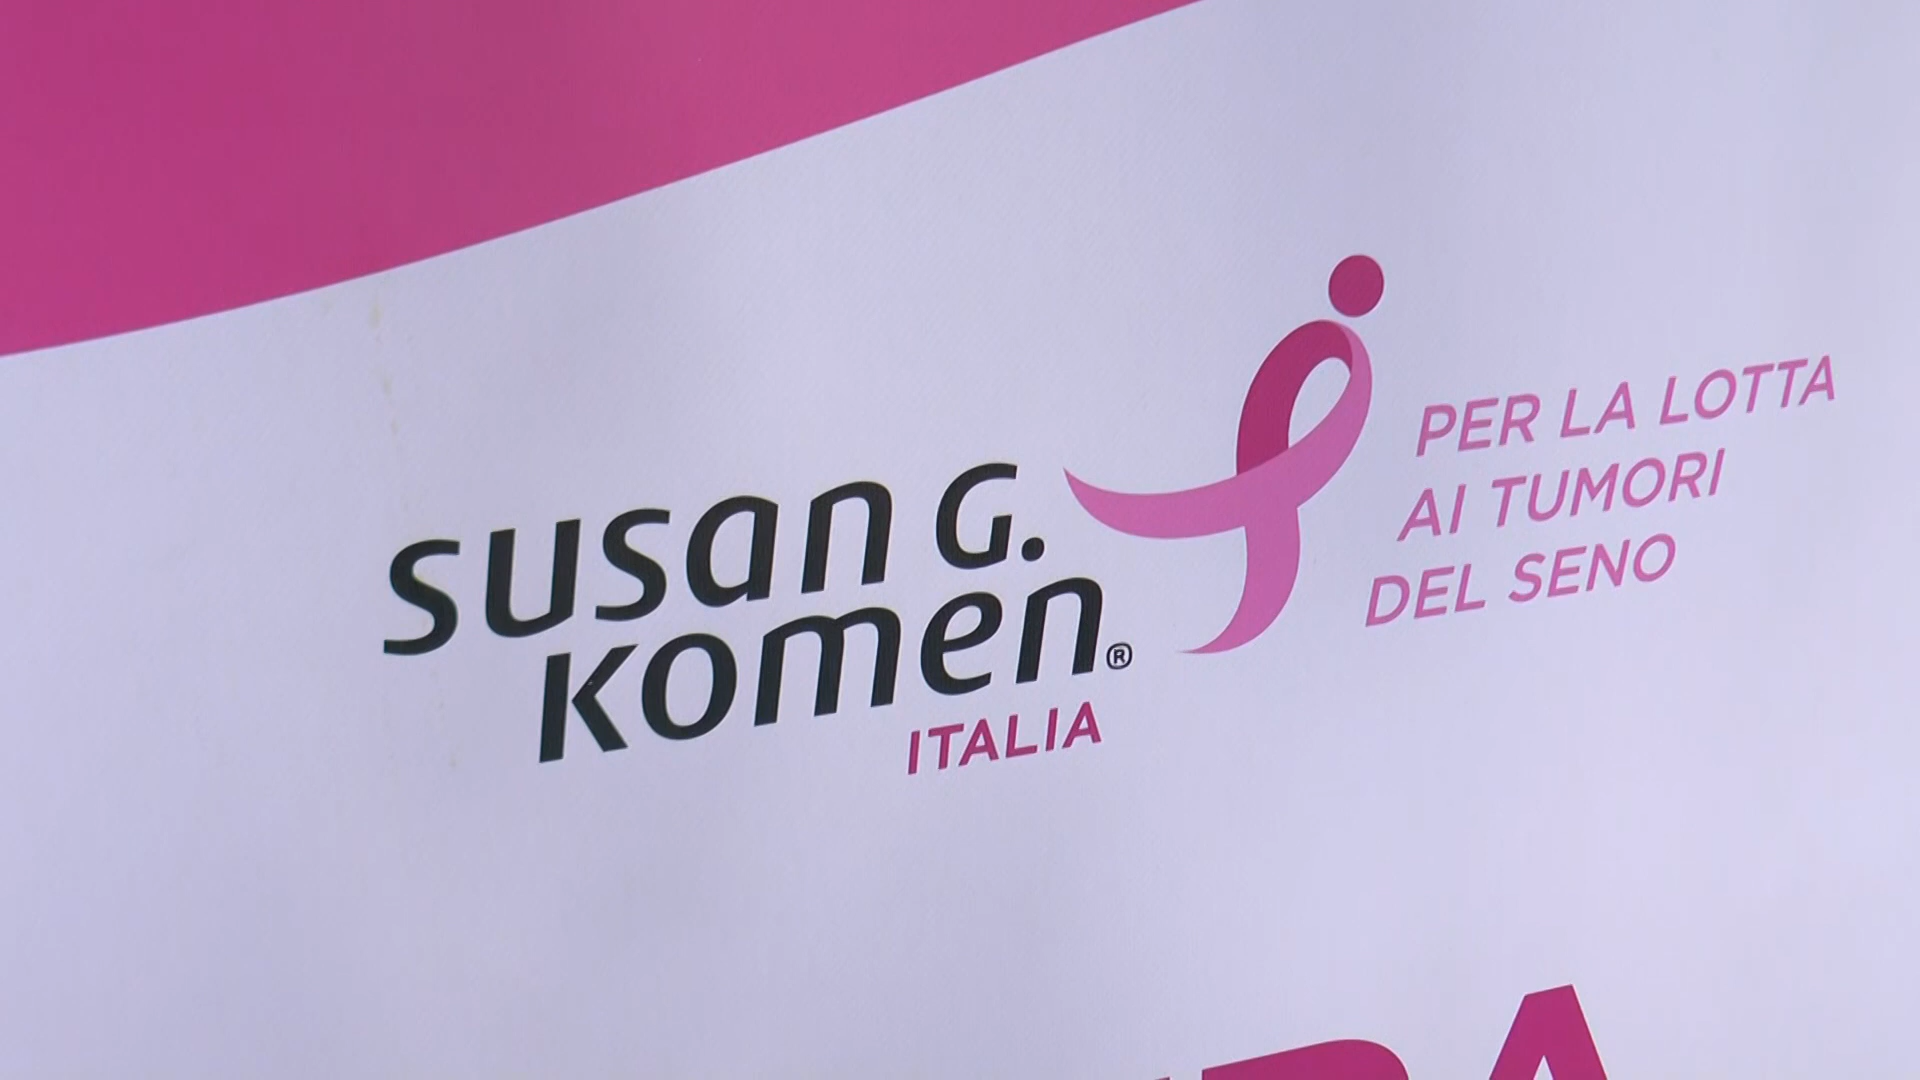 susan G.
komen®
ITALIA
PER LA LOTTA
AI TUMORI
DEL SENO